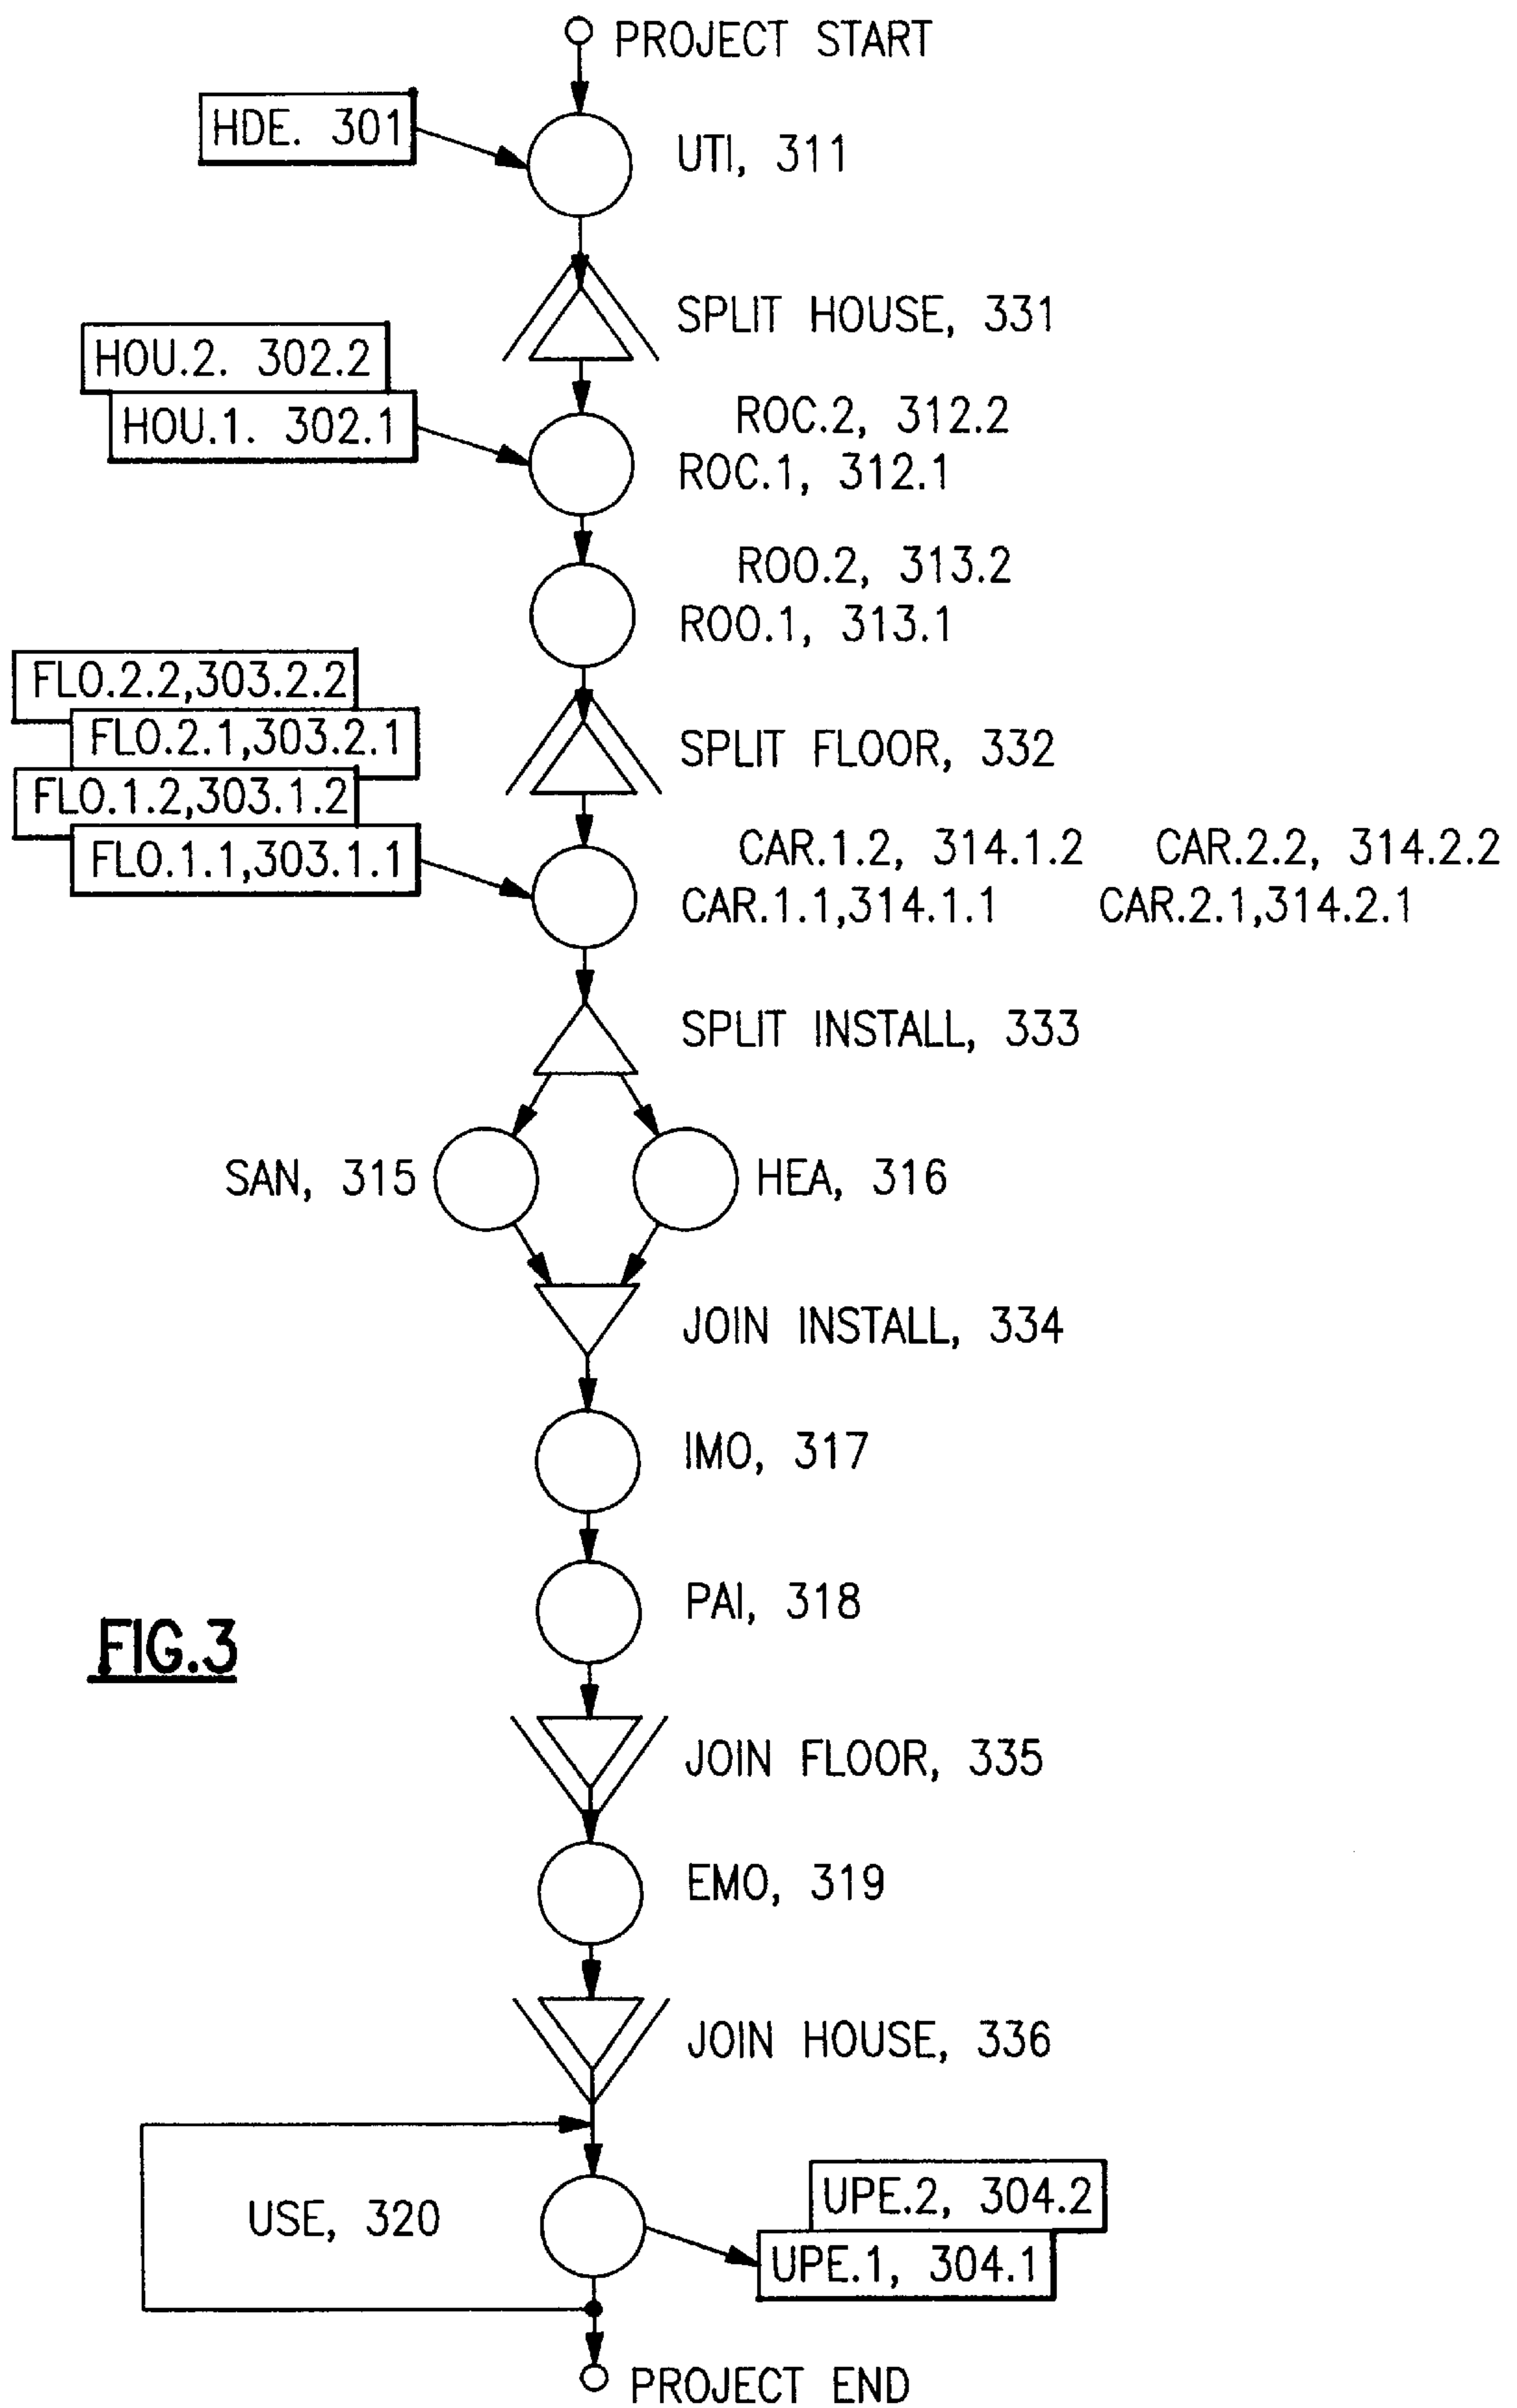 PROJECT START
HDE. 301
UTI, 311
SPLIT HOUSE, 331
HOU.2. 302.2
HOU.1. 302.1
ROC.2, 312.2
ROC.1, 312.1
ROO.2, 313.2
ROO.1, 313.1
FLO.2.2,303.2.2
FLO.2.1,303.2.1
SPLIT FLOOR, 332
FLO.1.2,303.1.2
FLO.1.1,303.1.1
CAR.1.2, 314.1.2 CAR.2.2, 314.2.2
CAR.1.1,314.1.1 CAR.2.1,314.2.1
SPLIT INSTALL, 333
SAN, 315
HEA, 316
JOIN INSTALL, 334
IMO, 317
PAI, 318
FIG.3
JOIN FLOOR, 335
EMO, 319
JOIN HOUSE, 336
USE, 320
UPE.2, 304.2
UPE.1, 304.1
PROJECT END